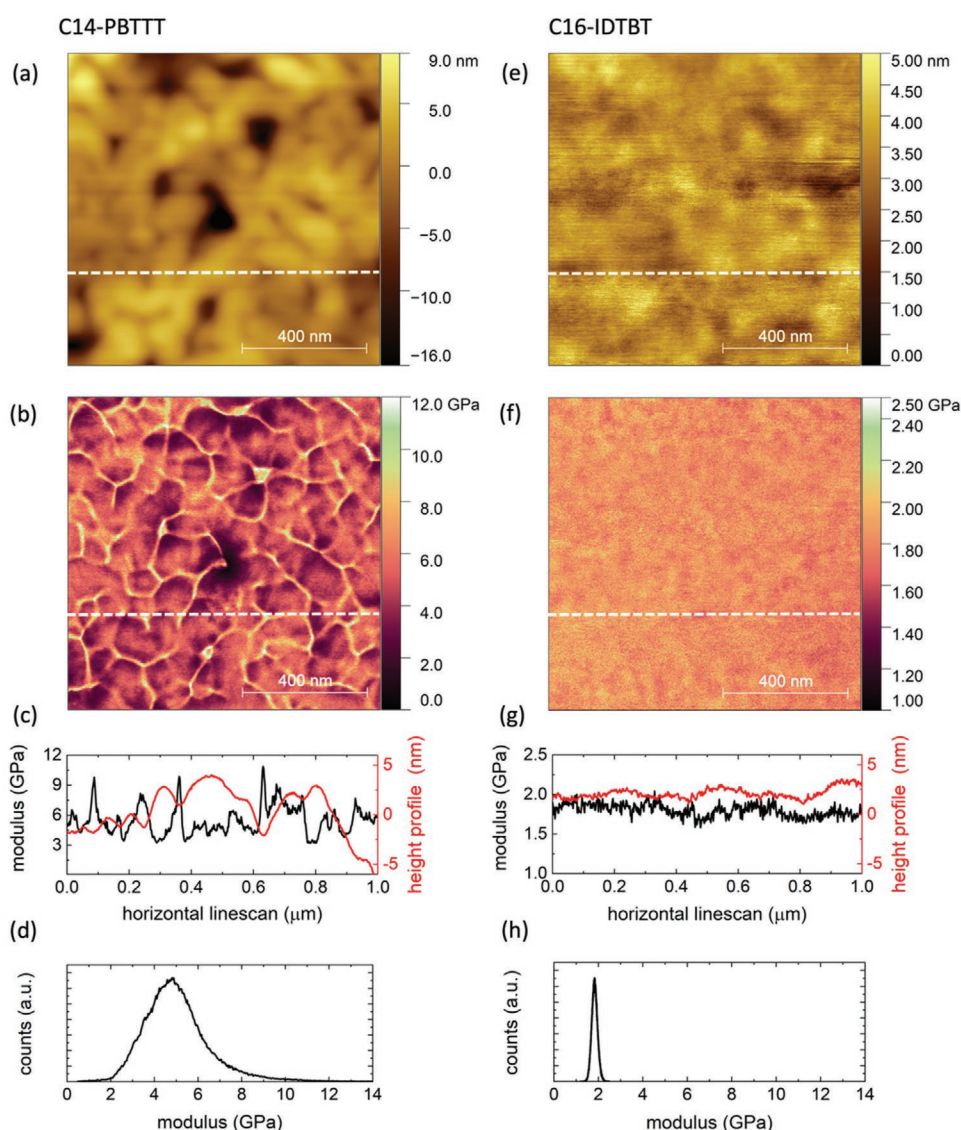 C14-PBTTT
C16-IDTBT
(a)
9.0 nm
5.0
0.0
−5.0
−10.0
−16.0
400 nm
(e)
5.00 nm
4.50
4.00
3.50
3.00
2.50
2.00
1.50
1.00
0.00
400 nm
(b)
12.0 GPa
10.0
8.0
6.0
4.0
2.0
0.0
400 nm
(f)
2.50 GPa
2.40
2.20
2.00
1.80
1.60
1.40
1.20
1.00
400 nm
(c)
modulus (GPa)
12
9
6
3
height profile (nm)
5
0
-5
0.0 0.2 0.4 0.6 0.8 1.0
horizontal linescan (μm)
(g)
modulus (GPa)
2.5
2.0
1.5
1.0
height profile (nm)
5
0
-5
0.0 0.2 0.4 0.6 0.8 1.0
horizontal linescan (μm)
(d)
counts (a.u.)
0 2 4 6 8 10 12 14
modulus (GPa)
(h)
counts (a.u.)
0 2 4 6 8 10 12 14
modulus (GPa)